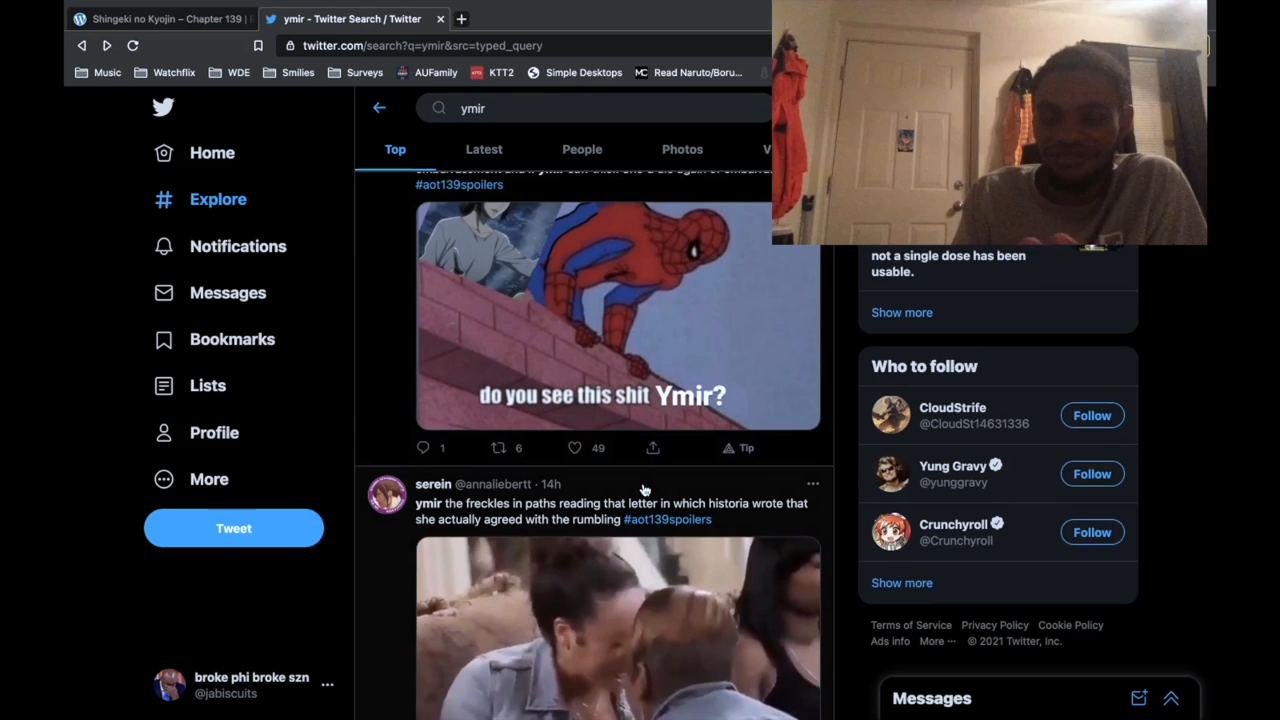 Shingeki no Kyojin – Chapter 139 |
ymir - Twitter Search / Twitter
twitter.com/search?q=ymir&src=typed_query
Music
Watchflix
WDE
Smilies
Surveys
AUFamily
KTT2
Simple Desktops
Read Naruto/Boru...
ymir
Top
Latest
People
Photos
V
Home
Explore
Notifications
Messages
Bookmarks
Lists
Profile
More
Tweet
broke phi broke szn
@jabiscuits
#aot139spoilers
do you see this shit Ymir?
1
6
49
Tip
serein @annaliebertt · 14h
ymir the freckles in paths reading that letter in which historia wrote that
she actually agreed with the rumbling #aot139spoilers
not a single dose has been
usable.
Show more
Who to follow
CloudStrife
@CloudSt14631336
Follow
Yung Gravy
@yunggravy
Follow
Crunchyroll
@Crunchyroll
Follow
Show more
Terms of Service Privacy Policy Cookie Policy
Ads info More ··· © 2021 Twitter, Inc.
Messages